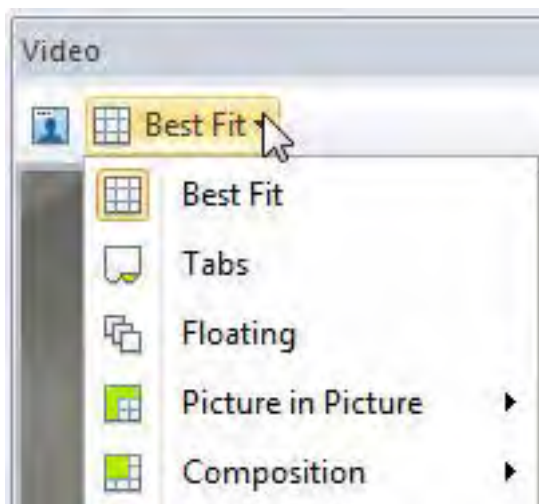 Video
Best Fit
Best Fit
Tabs
Floating
Picture in Picture
Composition